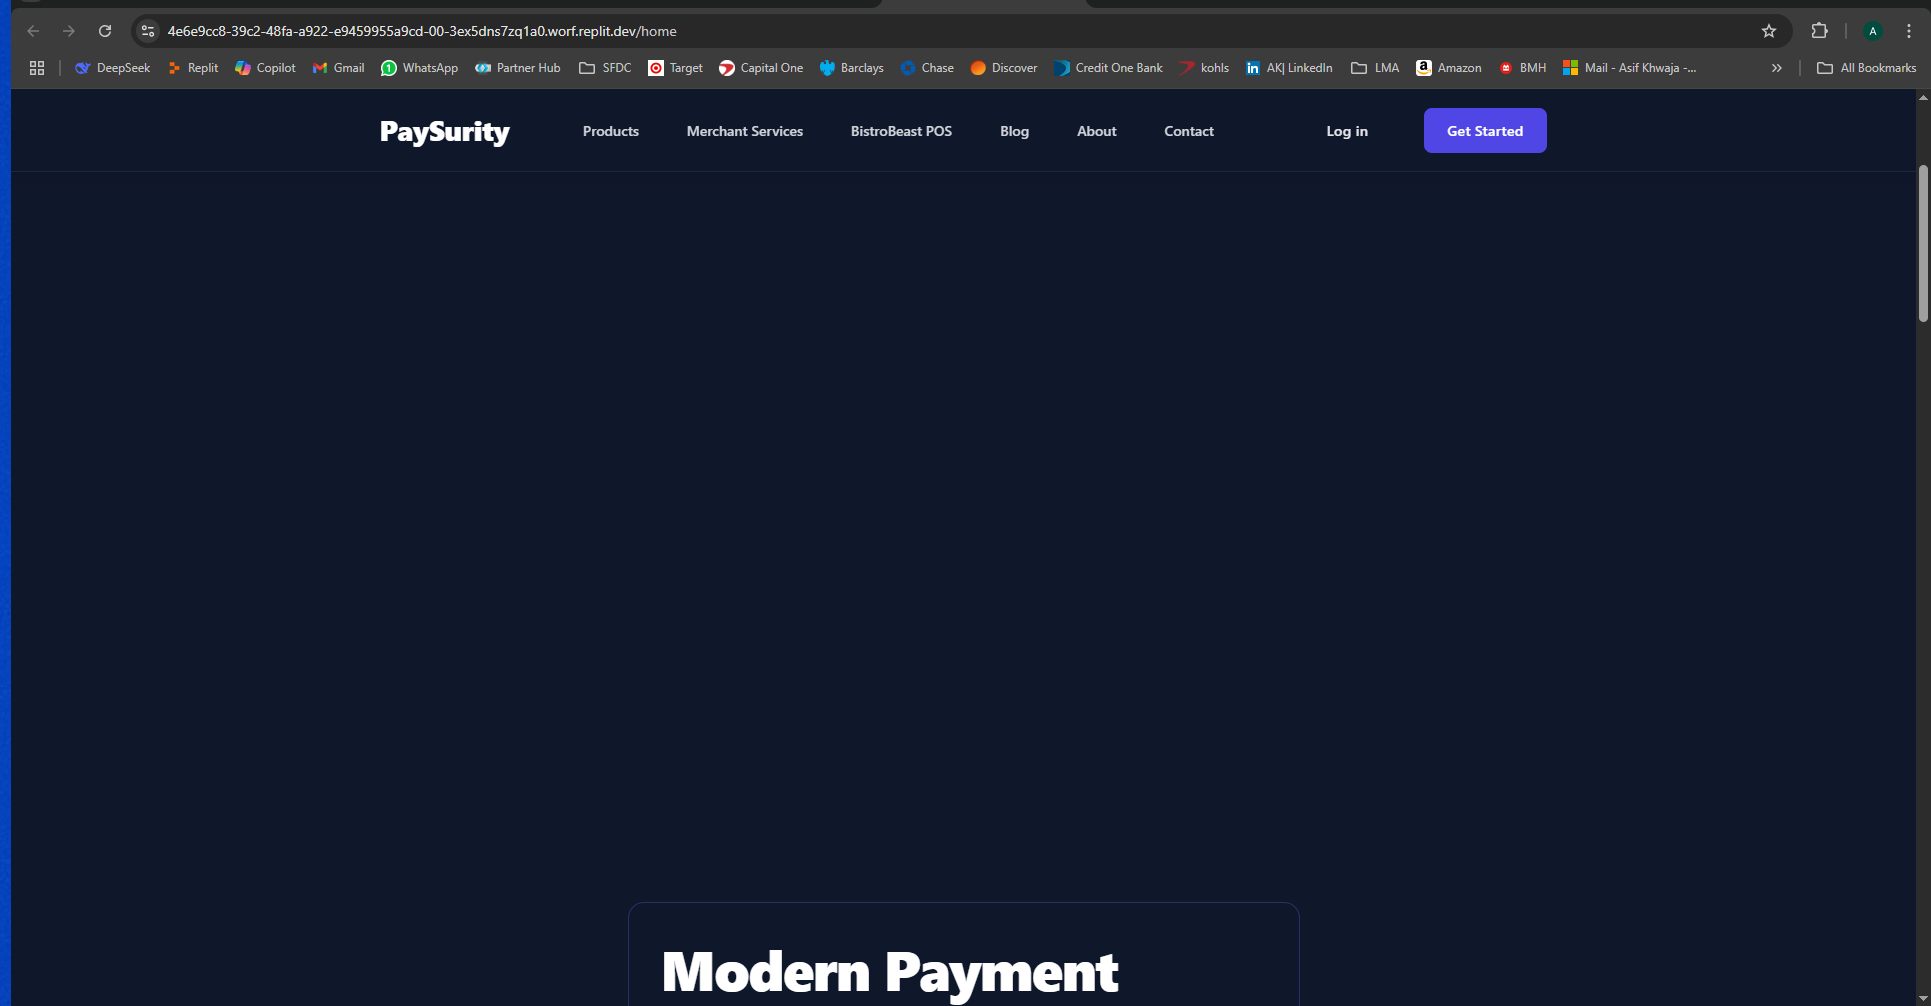 4e6e9cc8-39c2-48fa-a922-e9459955a9cd-00-3ex5dns7zq1a0.worf.replit.dev/home
A
DeepSeek Replit Copilot Gmail WhatsApp Partner Hub SFDC Target Capital One Barclays Chase Discover Credit One Bank kohls AK| LinkedIn LMA Amazon BMH Mail - Asif Khwaja -... All Bookmarks
PaySurity Products Merchant Services BistroBeast POS Blog About Contact Log in Get Started
Modern Payment